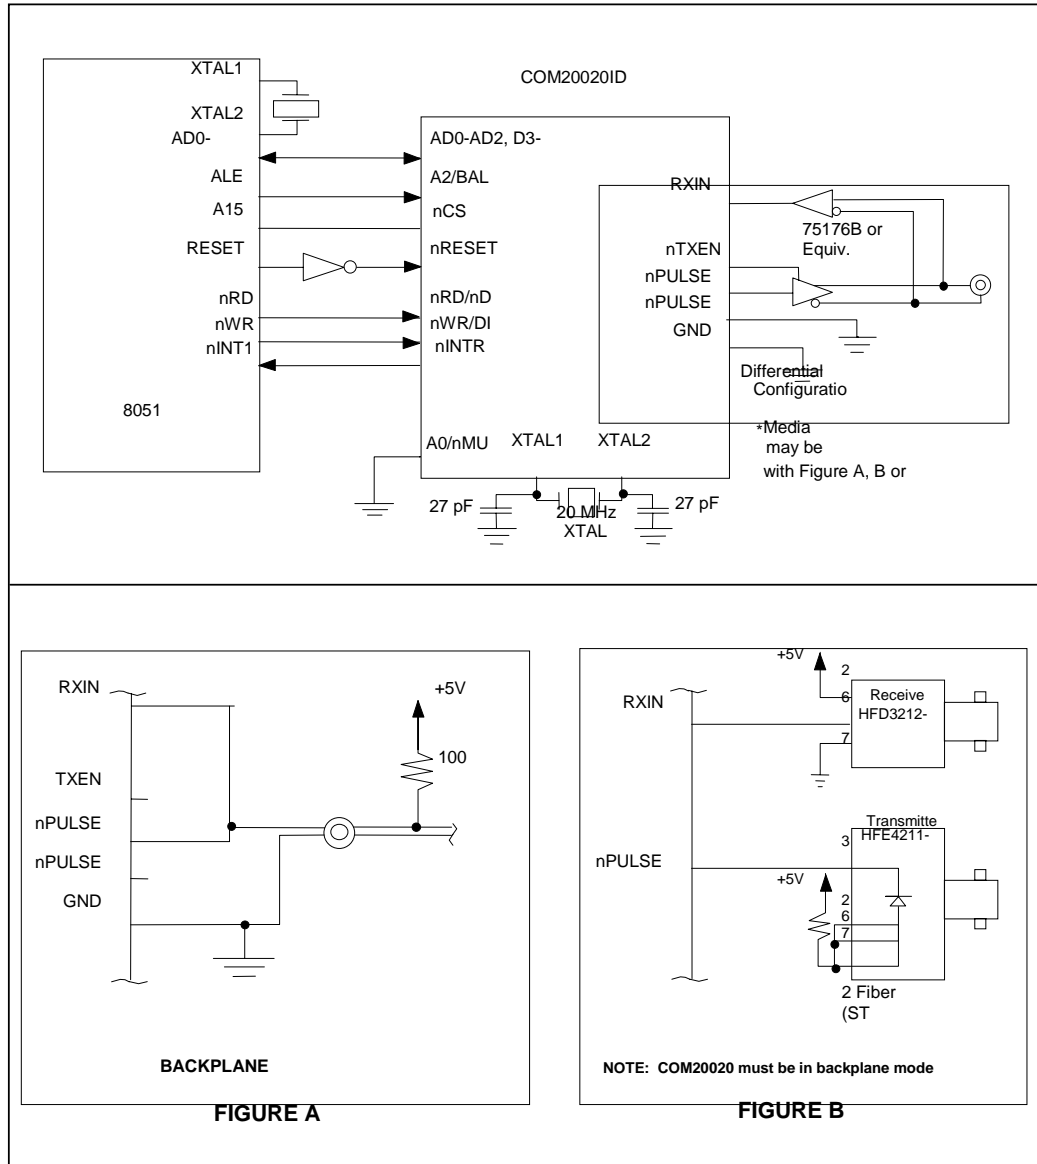 XTAL1
XTAL2
AD0-
ALE
A15
RESET
nRD
nWR
nINT1
8051
COM20020ID
AD0-AD2, D3-
A2/BAL
nCS
nRESET
nRD/nD
nWR/DI
nINTR
A0/nMU
XTAL1
XTAL2
RXIN
nTXEN
nPULSE
nPULSE
GND
75176B or
Equiv.
Differential
Configuratio
*Media
may be
with Figure A, B or
27 pF
20 MHz
XTAL
27 pF
RXIN
TXEN
nPULSE
nPULSE
GND
+5V
100
BACKPLANE
FIGURE A
+5V
2
6
7
Receive
HFD3212-
RXIN
nPULSE
Transmitte
HFE4211-
3
+5V
2
6
7
2 Fiber
(ST
NOTE: COM20020 must be in backplane mode
FIGURE B